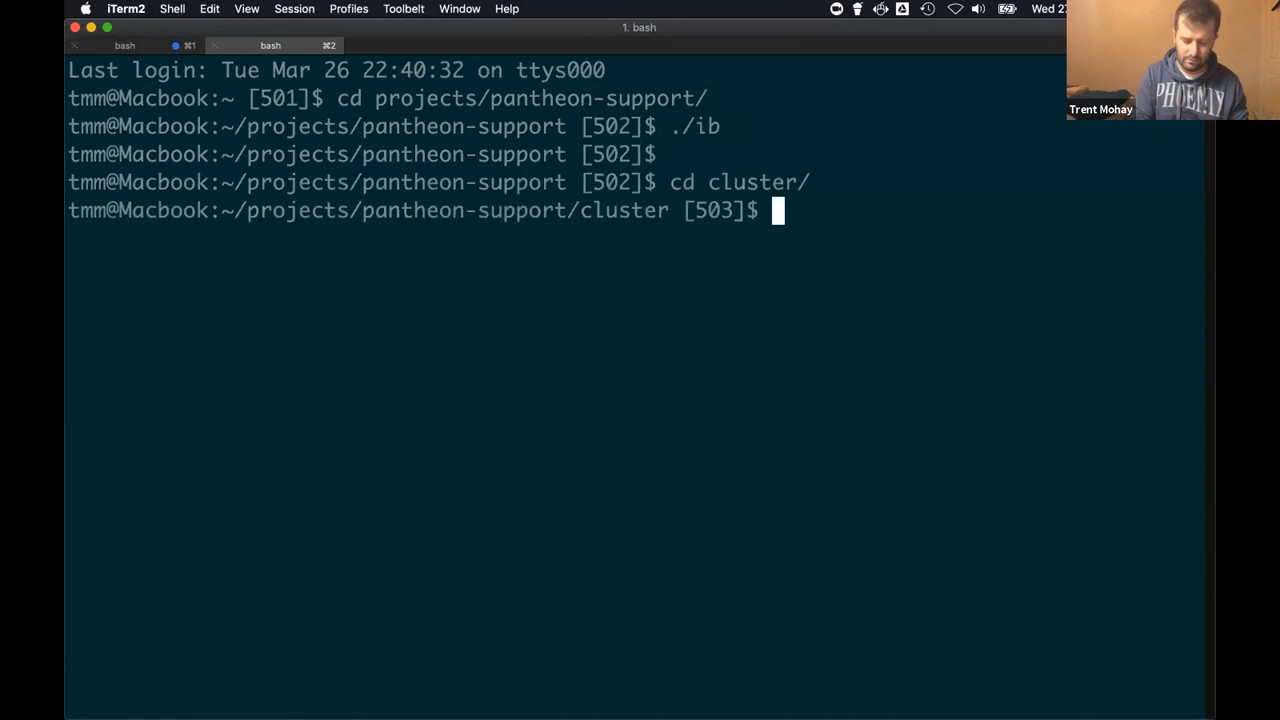 iTerm2 Shell Edit View Session Profiles Toolbelt Window Help Wed 27
1. bash
bash ⌘1 bash ⌘2
Last login: Tue Mar 26 22:40:32 on ttys000
tmm@Macbook:~ [501]$ cd projects/pantheon-support/
tmm@Macbook:~/projects/pantheon-support [502]$ ./ib
tmm@Macbook:~/projects/pantheon-support [502]$
tmm@Macbook:~/projects/pantheon-support [502]$ cd cluster/
tmm@Macbook:~/projects/pantheon-support/cluster [503]$
PHOENIX
Trent Mohay